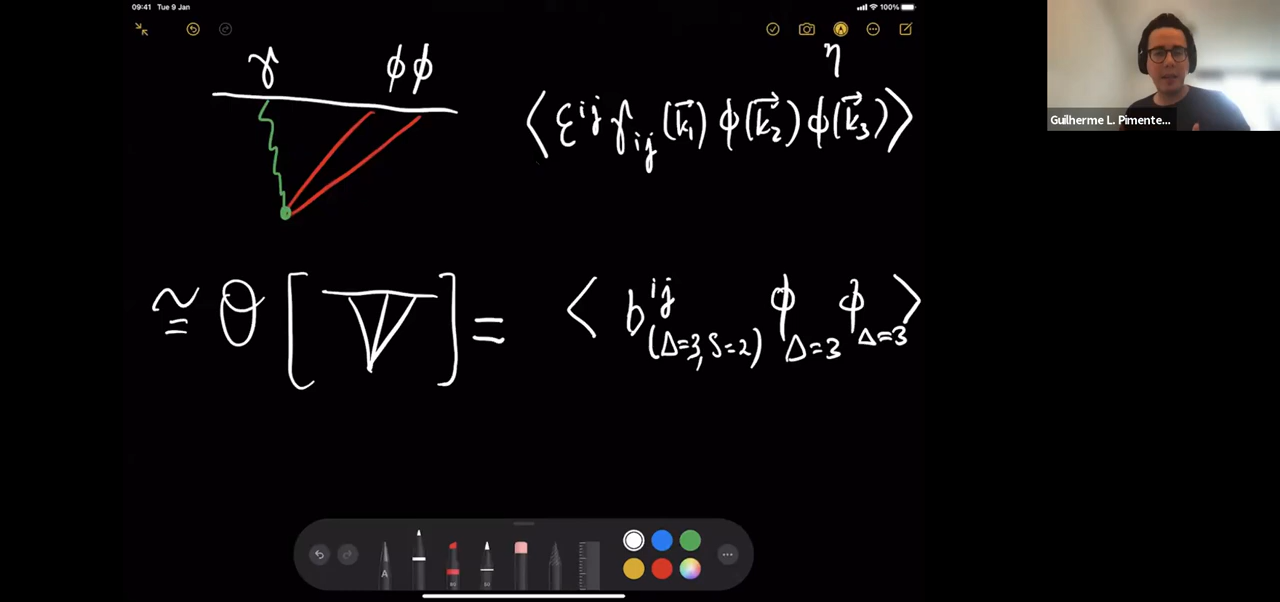 09:41 Tue 9 Jan
100%
γ ϕϕ
η
⟨ε^{ij} γ_{ij} (k⃗₁) ϕ(k⃗₂) ϕ(k⃗₃)⟩
≅ Θ [ ] = ⟨ b^{ij}_{(Δ=3, S=2)} ϕ_{Δ=3} ϕ_{Δ=3} ⟩
Guilherme L. Pimente...
A